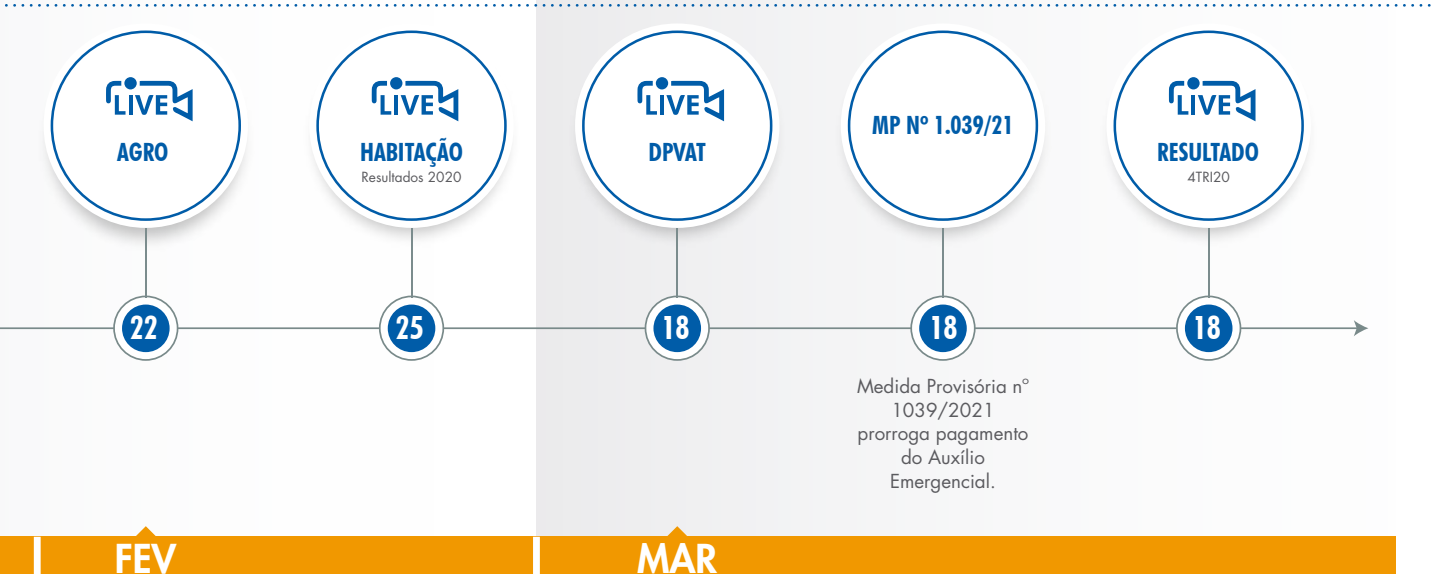 LIVE
AGRO
22
LIVE
HABITAÇÃO
Resultados 2020
25
LIVE
DPVAT
18
MP Nº 1.039/21
18
Medida Provisória nº
1039/2021
prorroga pagamento
do Auxílio
Emergencial.
LIVE
RESULTADO
4TRI20
18
FEV
MAR